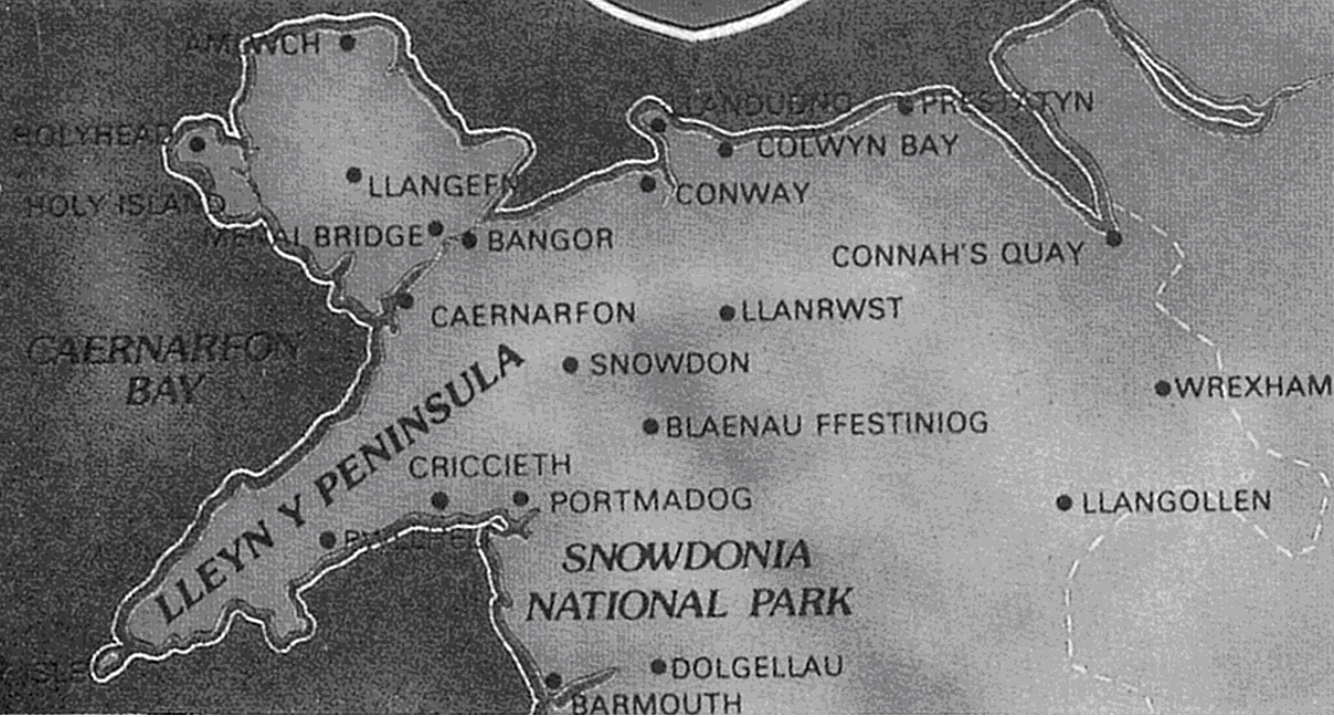 AMLWCH
LLANDUDNO
PRESTATYN
HOLYHEAD
COLWYN BAY
LLANGEFNI
CONWAY
HOLY ISLAND
MENAI BRIDGE
BANGOR
CONNAH'S QUAY
CAERNARFON
LLANRWST
CAERNARFON
BAY
SNOWDON
LLEYN Y PENINSULA
WREXHAM
BLAENAU FFESTINIOG
CRICCIETH
PORTMADOG
LLANGOLLEN
SNOWDONIA
NATIONAL PARK
DOLGELLAU
BARMOUTH